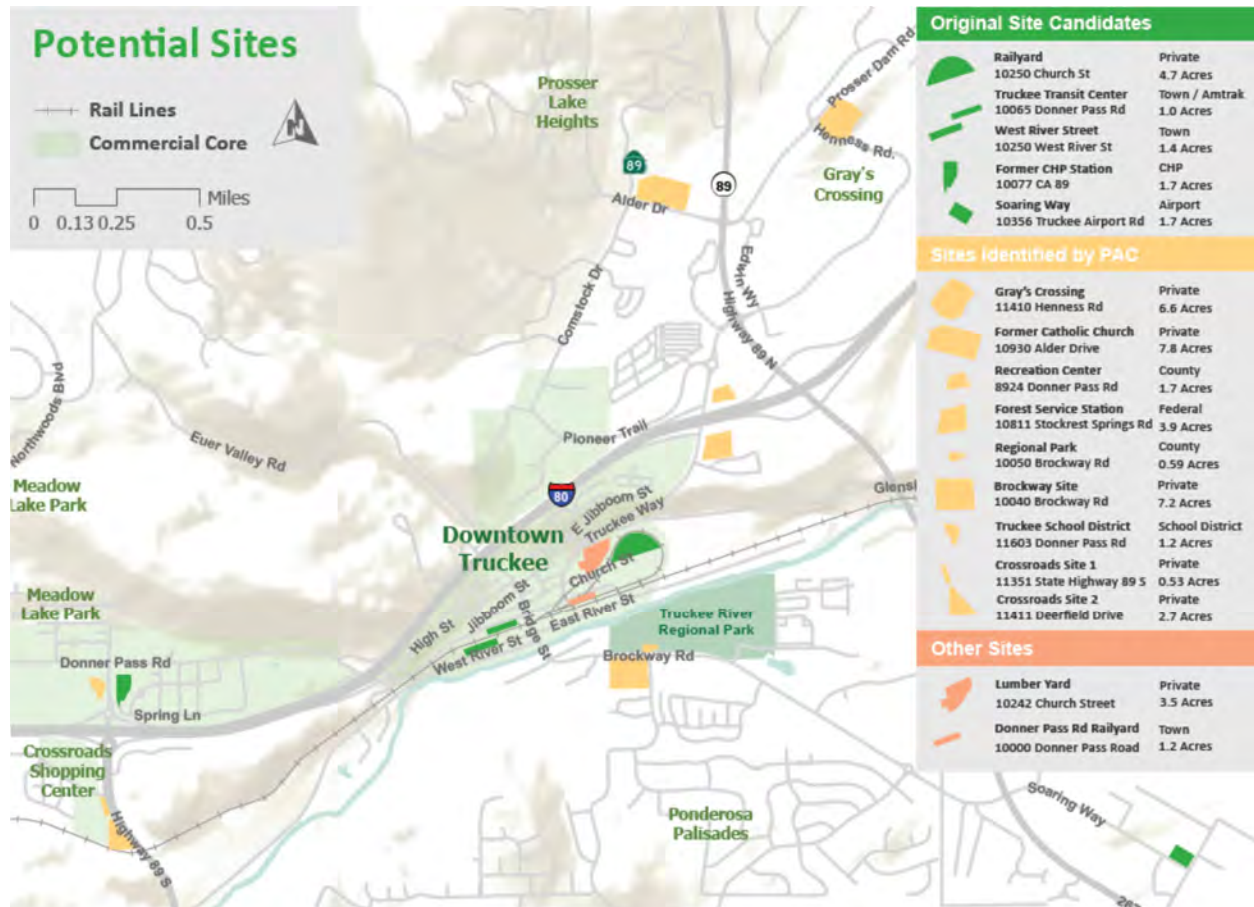 Potential Sites
Rail Lines
N
Commercial Core
Miles
0 0.13 0.25 0.5
Prosser
Lake
Heights
Prosser Dam Rd.
Henness Rd.
Gray's
Crossing
89
89
Alder Dr
Comstock Dr
Edwin Wy
Highway 89 N
Northwoods Blvd
Euer Valley Rd
Pioneer Trail
80
Meadow
Lake Park
Downtown
Truckee
E Jibboom St
Truckee Way
Church St
Glensh
Meadow
Lake Park
High St
Jibboom St
Bridge St
East River St
West River St
Truckee River
Regional Park
Brockway Rd
Donner Pass Rd
Spring Ln
Crossroads
Shopping
Center
Highway 89 S
Ponderosa
Palisades
Soaring Way
267
Original Site Candidates
Railyard Private
10250 Church St 4.7 Acres
Truckee Transit Center Town / Amtrak
10065 Donner Pass Rd 1.0 Acres
West River Street Town
10250 West River St 1.4 Acres
Former CHP Station CHP
10077 CA 89 1.7 Acres
Soaring Way Airport
10356 Truckee Airport Rd 1.7 Acres
Sites Identified by PAC
Gray's Crossing Private
11410 Henness Rd 6.6 Acres
Former Catholic Church Private
10930 Alder Drive 7.8 Acres
Recreation Center County
8924 Donner Pass Rd 1.7 Acres
Forest Service Station Federal
10811 Stockrest Springs Rd 3.9 Acres
Regional Park County
10050 Brockway Rd 0.59 Acres
Brockway Site Private
10040 Brockway Rd 7.2 Acres
Truckee School District School District
11603 Donner Pass Rd 1.2 Acres
Crossroads Site 1 Private
11351 State Highway 89 S 0.53 Acres
Crossroads Site 2 Private
11411 Deerfield Drive 2.7 Acres
Other Sites
Lumber Yard Private
10242 Church Street 3.5 Acres
Donner Pass Rd Railyard Town
10000 Donner Pass Road 1.2 Acres